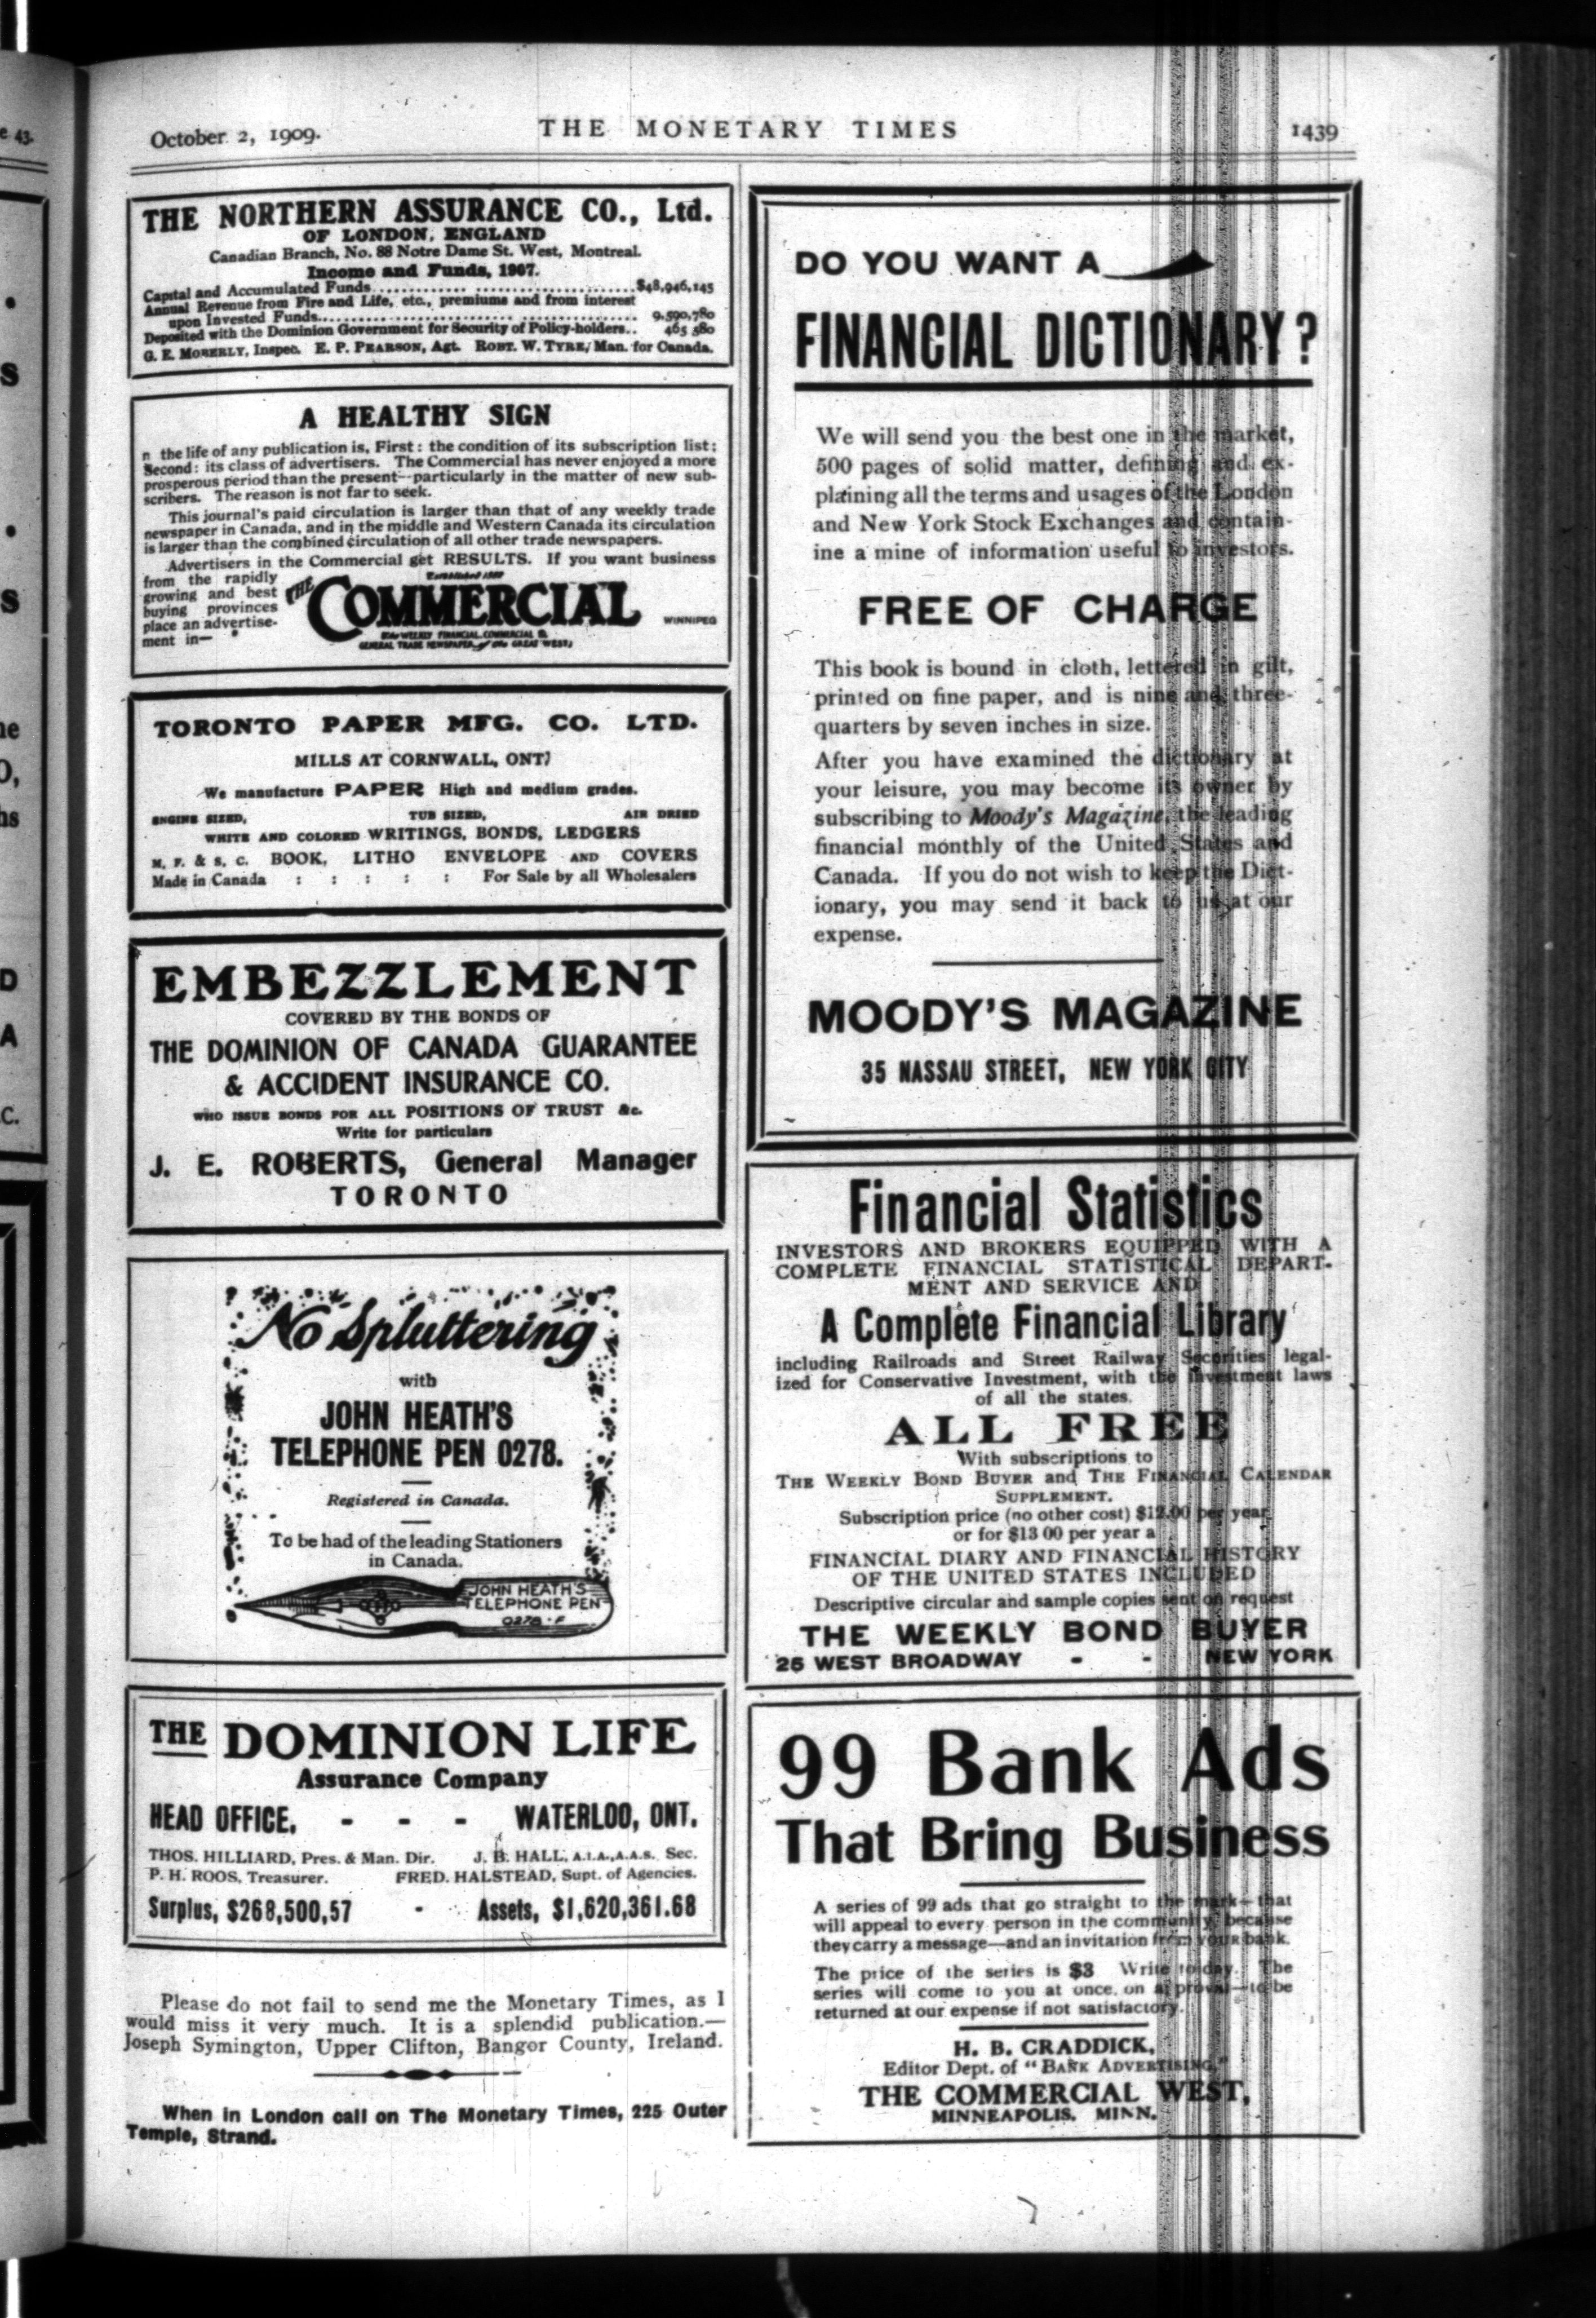 October 2, 1909.
THE MONETARY TIMES
1439
THE NORTHERN ASSURANCE CO., Ltd.
OF LONDON, ENGLAND
Canadian Branch, No. 88 Notre Dame St. West, Montreal.
Income and Funds, 1907.
Capital and Accumulated Funds.......................................$48,946,145
Annual Revenue from Fire and Life, etc., premiums and from interest
upon Invested Funds............................................... 9,590,780
Deposited with the Dominion Government for Security of Policy-holders.. 465 580
G. E. MOBERLY, Inspec. E. P. PEARSON, Agt. ROBT. W. TYRE, Man. for Canada.
A HEALTHY SIGN
n the life of any publication is, First: the condition of its subscription list;
Second: its class of advertisers. The Commercial has never enjoyed a more
prosperous period than the present—particularly in the matter of new sub-
scribers. The reason is not far to seek.
This journal's paid circulation is larger than that of any weekly trade
newspaper in Canada, and in the middle and Western Canada its circulation
is larger than the combined circulation of all other trade newspapers.
Advertisers in the Commercial get RESULTS. If you want business
from the rapidly
growing and best
buying provinces
place an advertise-
ment in—
THE COMMERCIAL
WINNIPEG
GENERAL TRADE NEWSPAPER of the GREAT WEST
TORONTO PAPER MFG. CO. LTD.
MILLS AT CORNWALL, ONT
We manufacture PAPER High and medium grades.
ENGINE SIZED, TUB SIZED, AIR DRIED
WHITE AND COLORED WRITINGS, BONDS, LEDGERS
M. F. & S. C. BOOK, LITHO ENVELOPE AND COVERS
Made in Canada : : : : : For Sale by all Wholesalers
EMBEZZLEMENT
COVERED BY THE BONDS OF
THE DOMINION OF CANADA GUARANTEE
& ACCIDENT INSURANCE CO.
WHO ISSUE BONDS FOR ALL POSITIONS OF TRUST &c.
Write for particulars
J. E. ROBERTS, General Manager
TORONTO
No Spluttering
with
JOHN HEATH'S
TELEPHONE PEN 0278.
Registered in Canada.
To be had of the leading Stationers
in Canada.
JOHN HEATH'S
TELEPHONE PEN
0278-F
THE DOMINION LIFE
Assurance Company
HEAD OFFICE, - - - WATERLOO, ONT.
THOS. HILLIARD, Pres. & Man. Dir. J. B. HALL, A.I.A., A.A.S. Sec.
P. H. ROOS, Treasurer. FRED. HALSTEAD, Supt. of Agencies.
Surplus, $268,500,57 - Assets, $1,620,361.68
Please do not fail to send me the Monetary Times, as I
would miss it very much. It is a splendid publication.—
Joseph Symington, Upper Clifton, Bangor County, Ireland.
When in London call on The Monetary Times, 225 Outer
Temple, Strand.
DO YOU WANT A
FINANCIAL DICTIONARY?
We will send you the best one in the market,
500 pages of solid matter, defining and ex-
plaining all the terms and usages of the London
and New York Stock Exchanges and contain-
ine a mine of information useful to investors.
FREE OF CHARGE
This book is bound in cloth, lettered in gilt,
printed on fine paper, and is nine and three-
quarters by seven inches in size.
After you have examined the dictionary at
your leisure, you may become its owner by
subscribing to Moody's Magazine, the leading
financial monthly of the United States and
Canada. If you do not wish to keep the Dict-
ionary, you may send it back to us at our
expense.
MOODY'S MAGAZINE
35 NASSAU STREET, NEW YORK CITY
Financial Statistics
INVESTORS AND BROKERS EQUIPPED WITH A
COMPLETE FINANCIAL STATISTICAL DEPART-
MENT AND SERVICE AND
A Complete Financial Library
including Railroads and Street Railway Securities legal-
ized for Conservative Investment, with the investment laws
of all the states.
ALL FREE
With subscriptions to
THE WEEKLY BOND BUYER and THE FINANCIAL CALENDAR
SUPPLEMENT.
Subscription price (no other cost) $12.00 per year
or for $13 00 per year a
FINANCIAL DIARY AND FINANCIAL HISTORY
OF THE UNITED STATES INCLUDED
Descriptive circular and sample copies sent on request
THE WEEKLY BOND BUYER
25 WEST BROADWAY - - NEW YORK
99 Bank Ads
That Bring Business
A series of 99 ads that go straight to the mark—that
will appeal to every person in the community, because
they carry a message—and an invitation from YOUR bank.
The price of the series is $3 Write to-day. The
series will come to you at once, on approval—to be
returned at our expense if not satisfactory.
H. B. CRADDICK,
Editor Dept. of "BANK ADVERTISING,"
THE COMMERCIAL WEST,
MINNEAPOLIS. MINN.